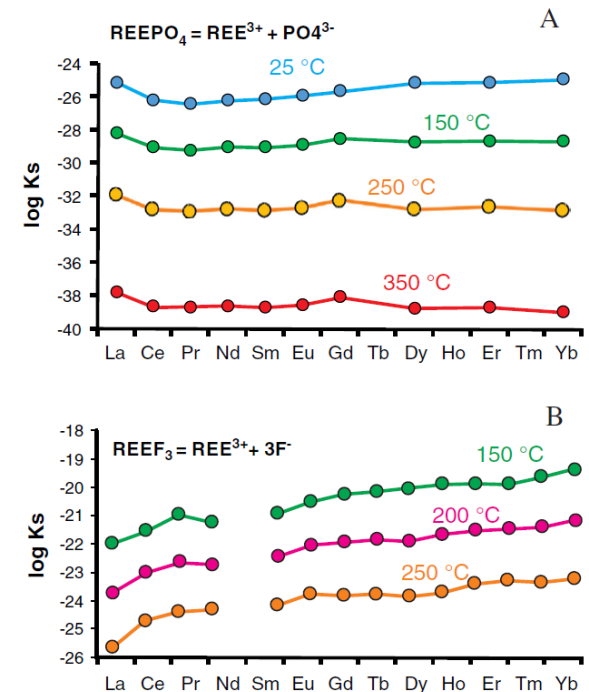 A
REEPO4 = REE3+ + PO43-
25 °C
150 °C
250 °C
350 °C
log Ks
-24
-26
-28
-30
-32
-34
-36
-38
-40
La Ce Pr Nd Sm Eu Gd Tb Dy Ho Er Tm Yb
B
REEF3 = REE3+ + 3F-
150 °C
200 °C
250 °C
log Ks
-18
-19
-20
-21
-22
-23
-24
-25
-26
La Ce Pr Nd Sm Eu Gd Tb Dy Ho Er Tm Yb